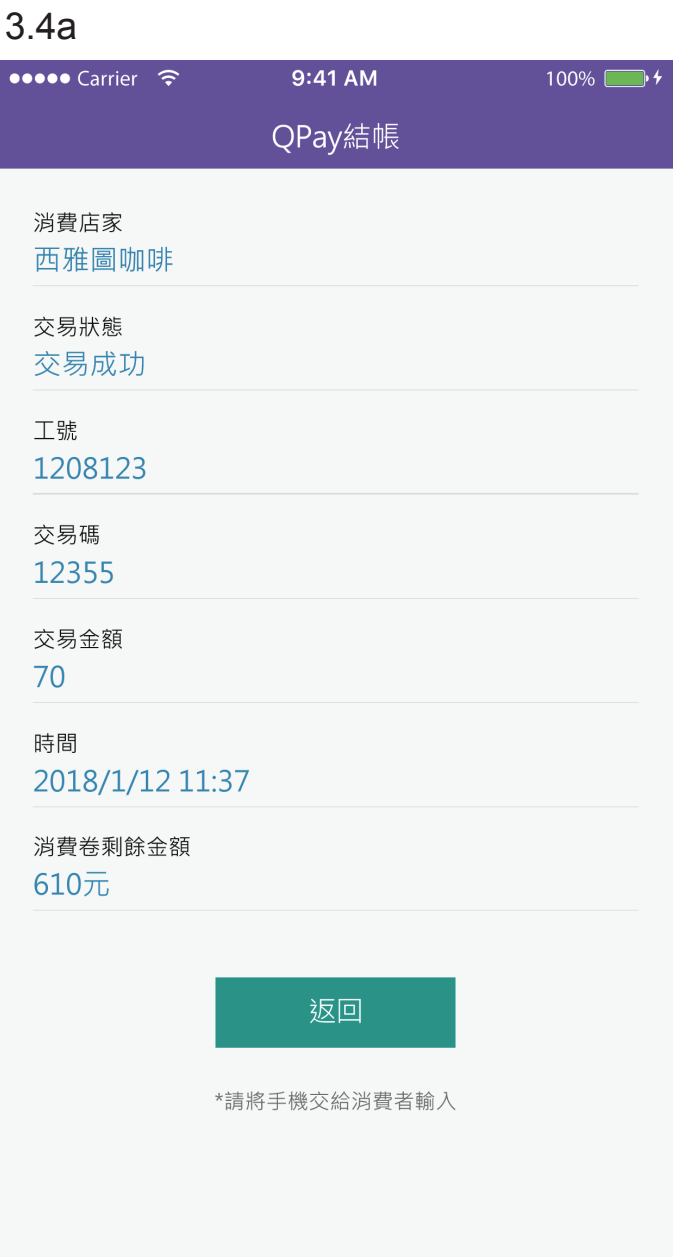 3.4a
Carrier 9:41 AM 100%
QPay結帳
消費店家
西雅圖咖啡
交易狀態
交易成功
工號
1208123
交易碼
12355
交易金額
70
時間
2018/1/12 11:37
消費卷剩餘金額
610元
返回
*請將手機交給消費者輸入